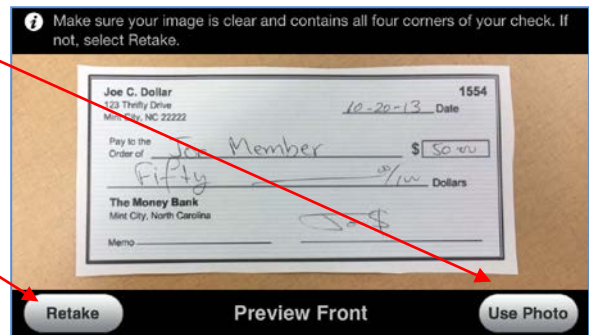 Make sure your image is clear and contains all four corners of your check. If
not, select Retake.
Joe C. Dollar 1554
123 Thrifty Drive 10-20-13 Date
Mint City, NC 22222
Pay to the
Order of Joe Member $ 50 00
Fifty 00/100 Dollars
The Money Bank
Mint City, North Carolina
Jo $
Memo
Retake Preview Front Use Photo